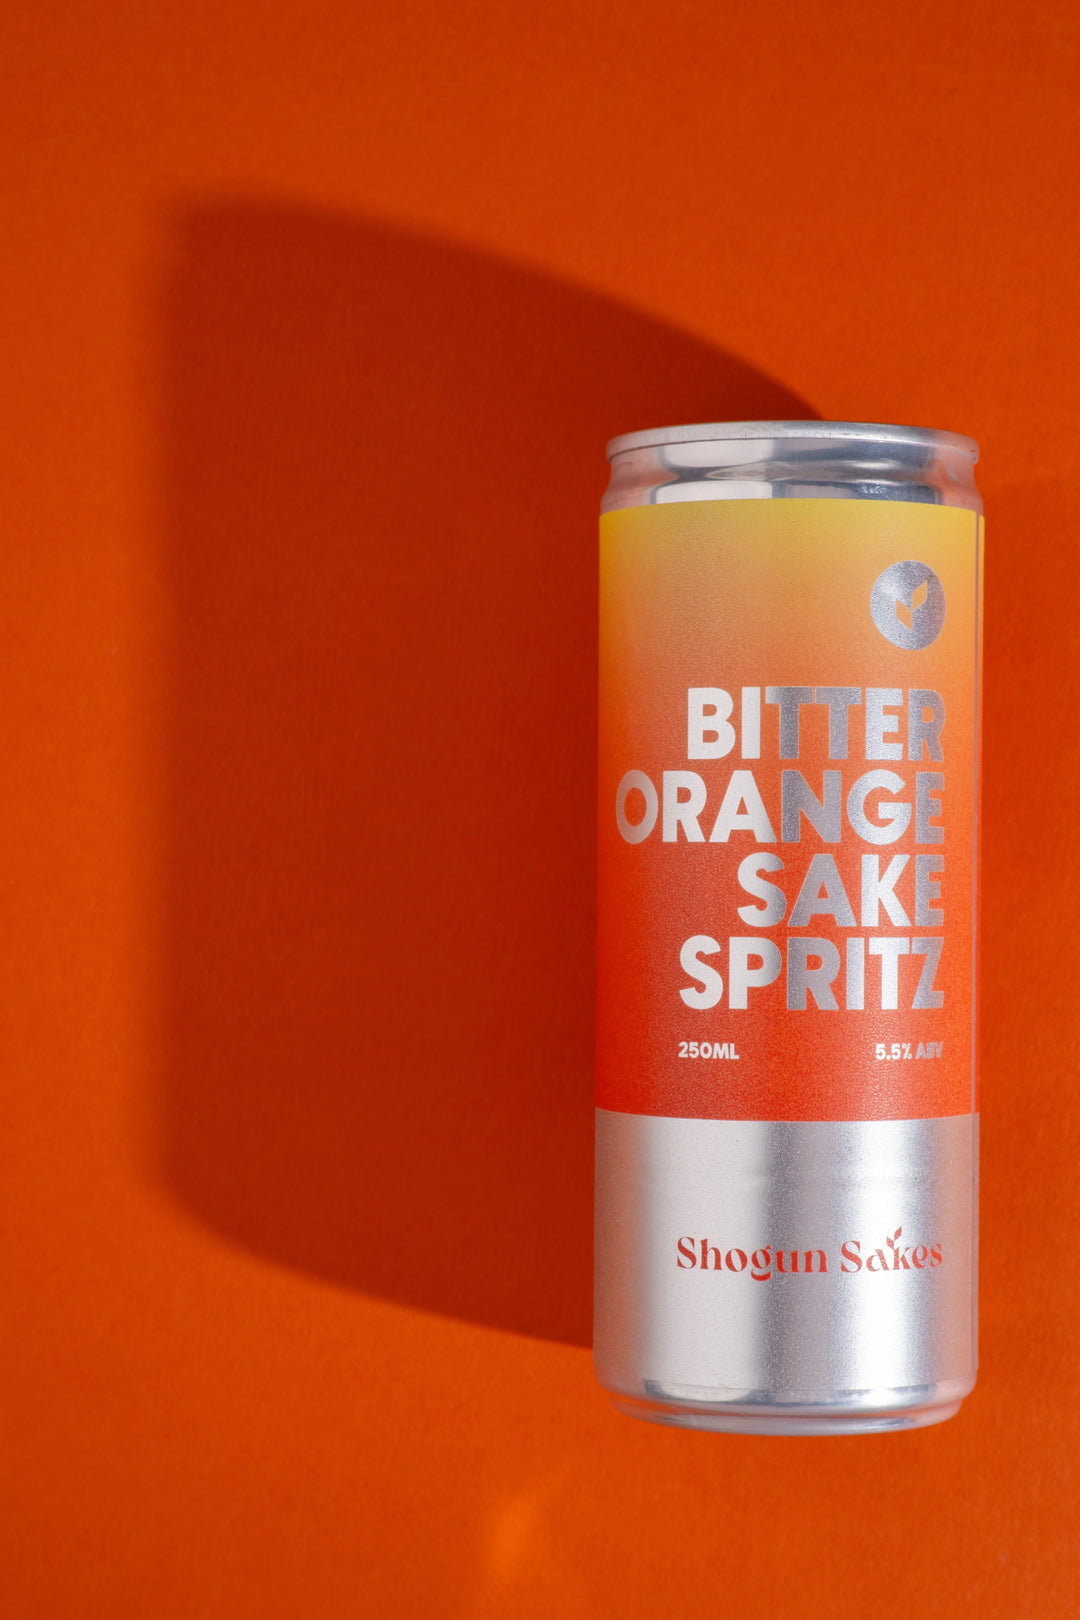 BITTER
ORANGE
SAKE
SPRITZ
250ML 5.5% ABV
Shogun Sakes